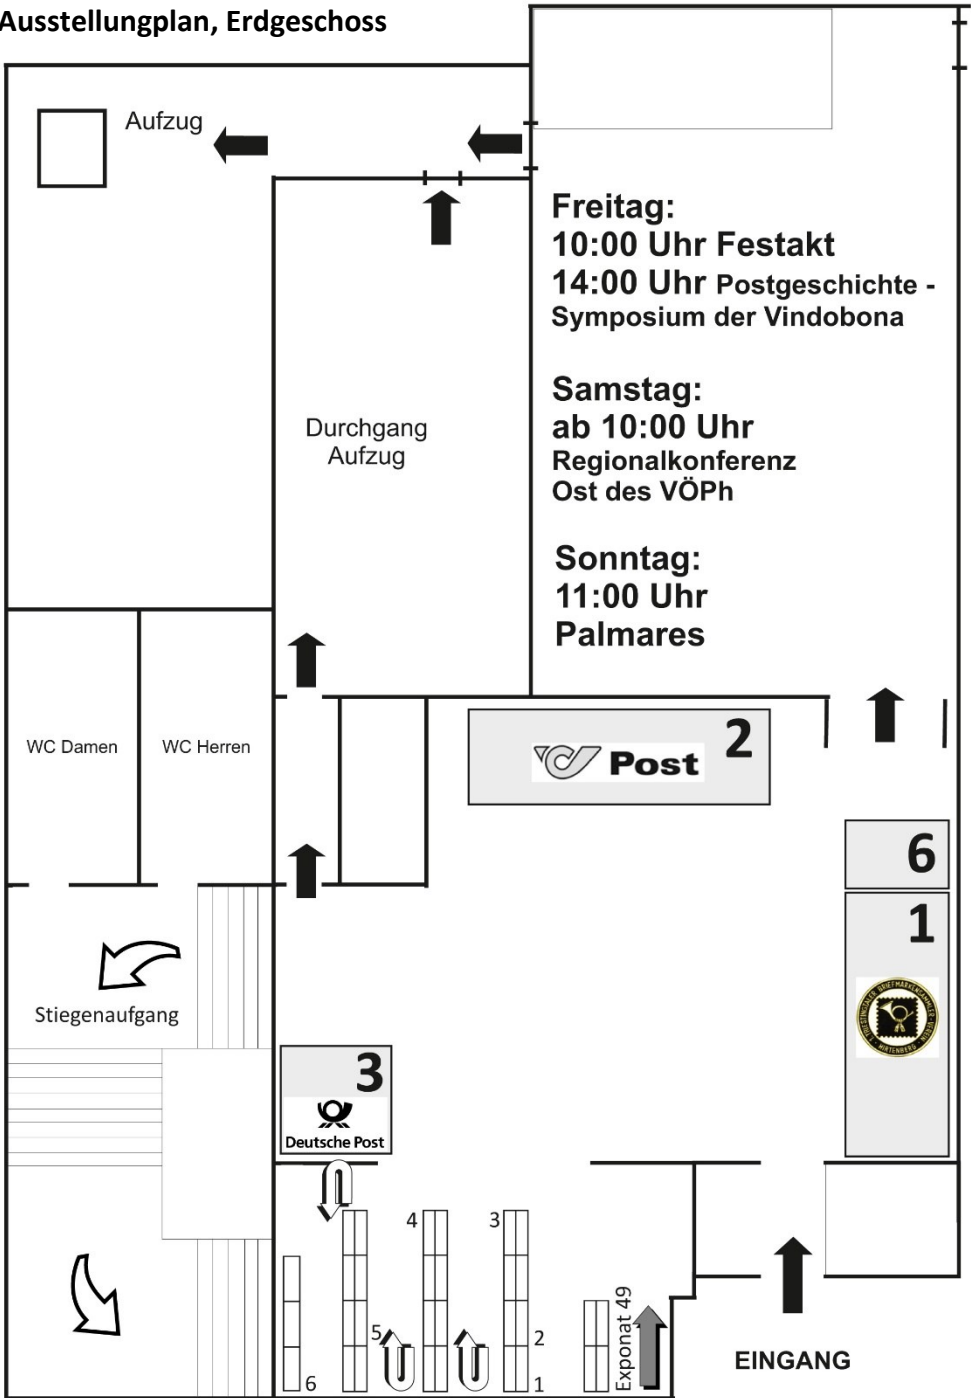 Ausstellungplan, Erdgeschoss
Aufzug
Freitag:
10:00 Uhr Festakt
14:00 Uhr Postgeschichte -
Symposium der Vindobona
Samstag:
ab 10:00 Uhr
Regionalkonferenz
Ost des VÖPh
Sonntag:
11:00 Uhr
Palmares
Durchgang
Aufzug
WC Damen
WC Herren
Post
2
6
1
Stiegenaufgang
3
Deutsche Post
4
3
5
2
6
1
Exponat 49
EINGANG